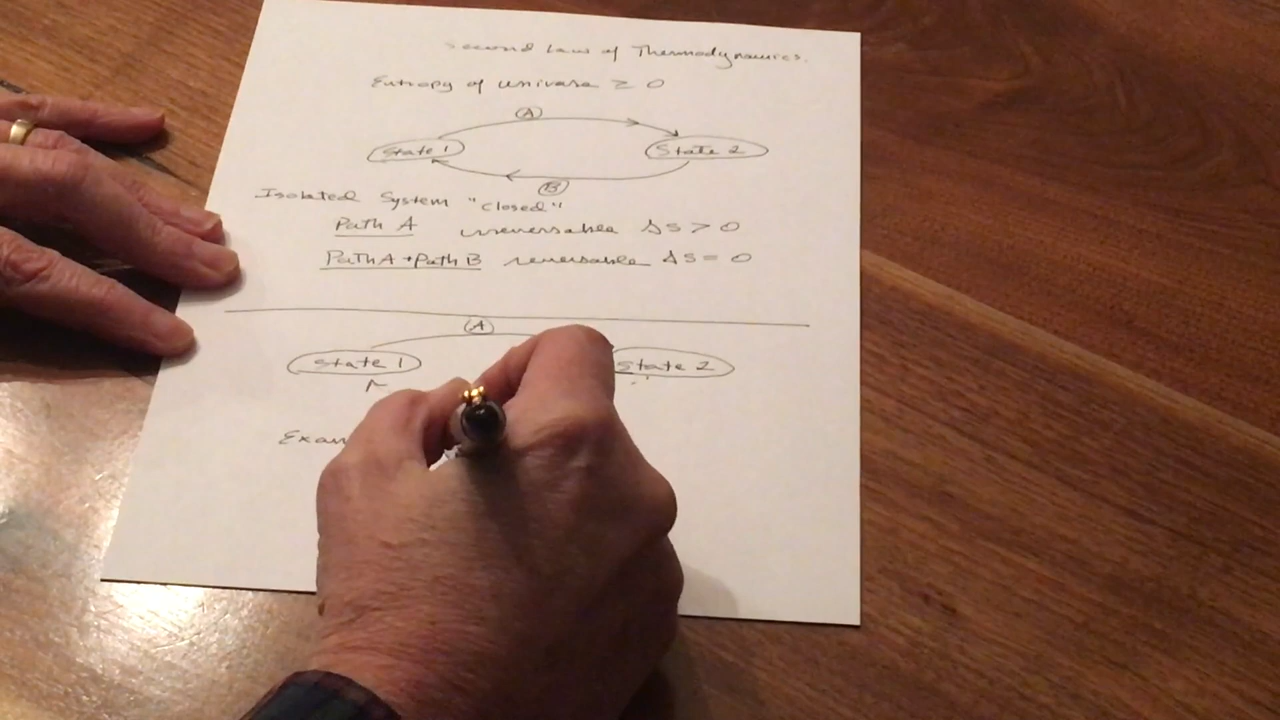 Second Law of Thermodynamics.
Entropy of universe ≥ 0
A
State 1 State 2
B
Isolated System "closed"
Path A irreversable ΔS > 0
Path A + Path B reversable ΔS = 0
A
State 1 State 2
Exam